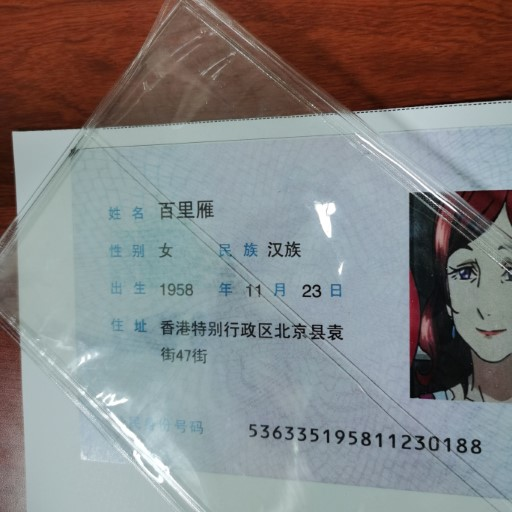 姓名 百里雁
性别 女 民族 汉族
出生 1958 年 11 月 23 日
住址 香港特别行政区北京县袁
街47街
份号码 536335195811230188